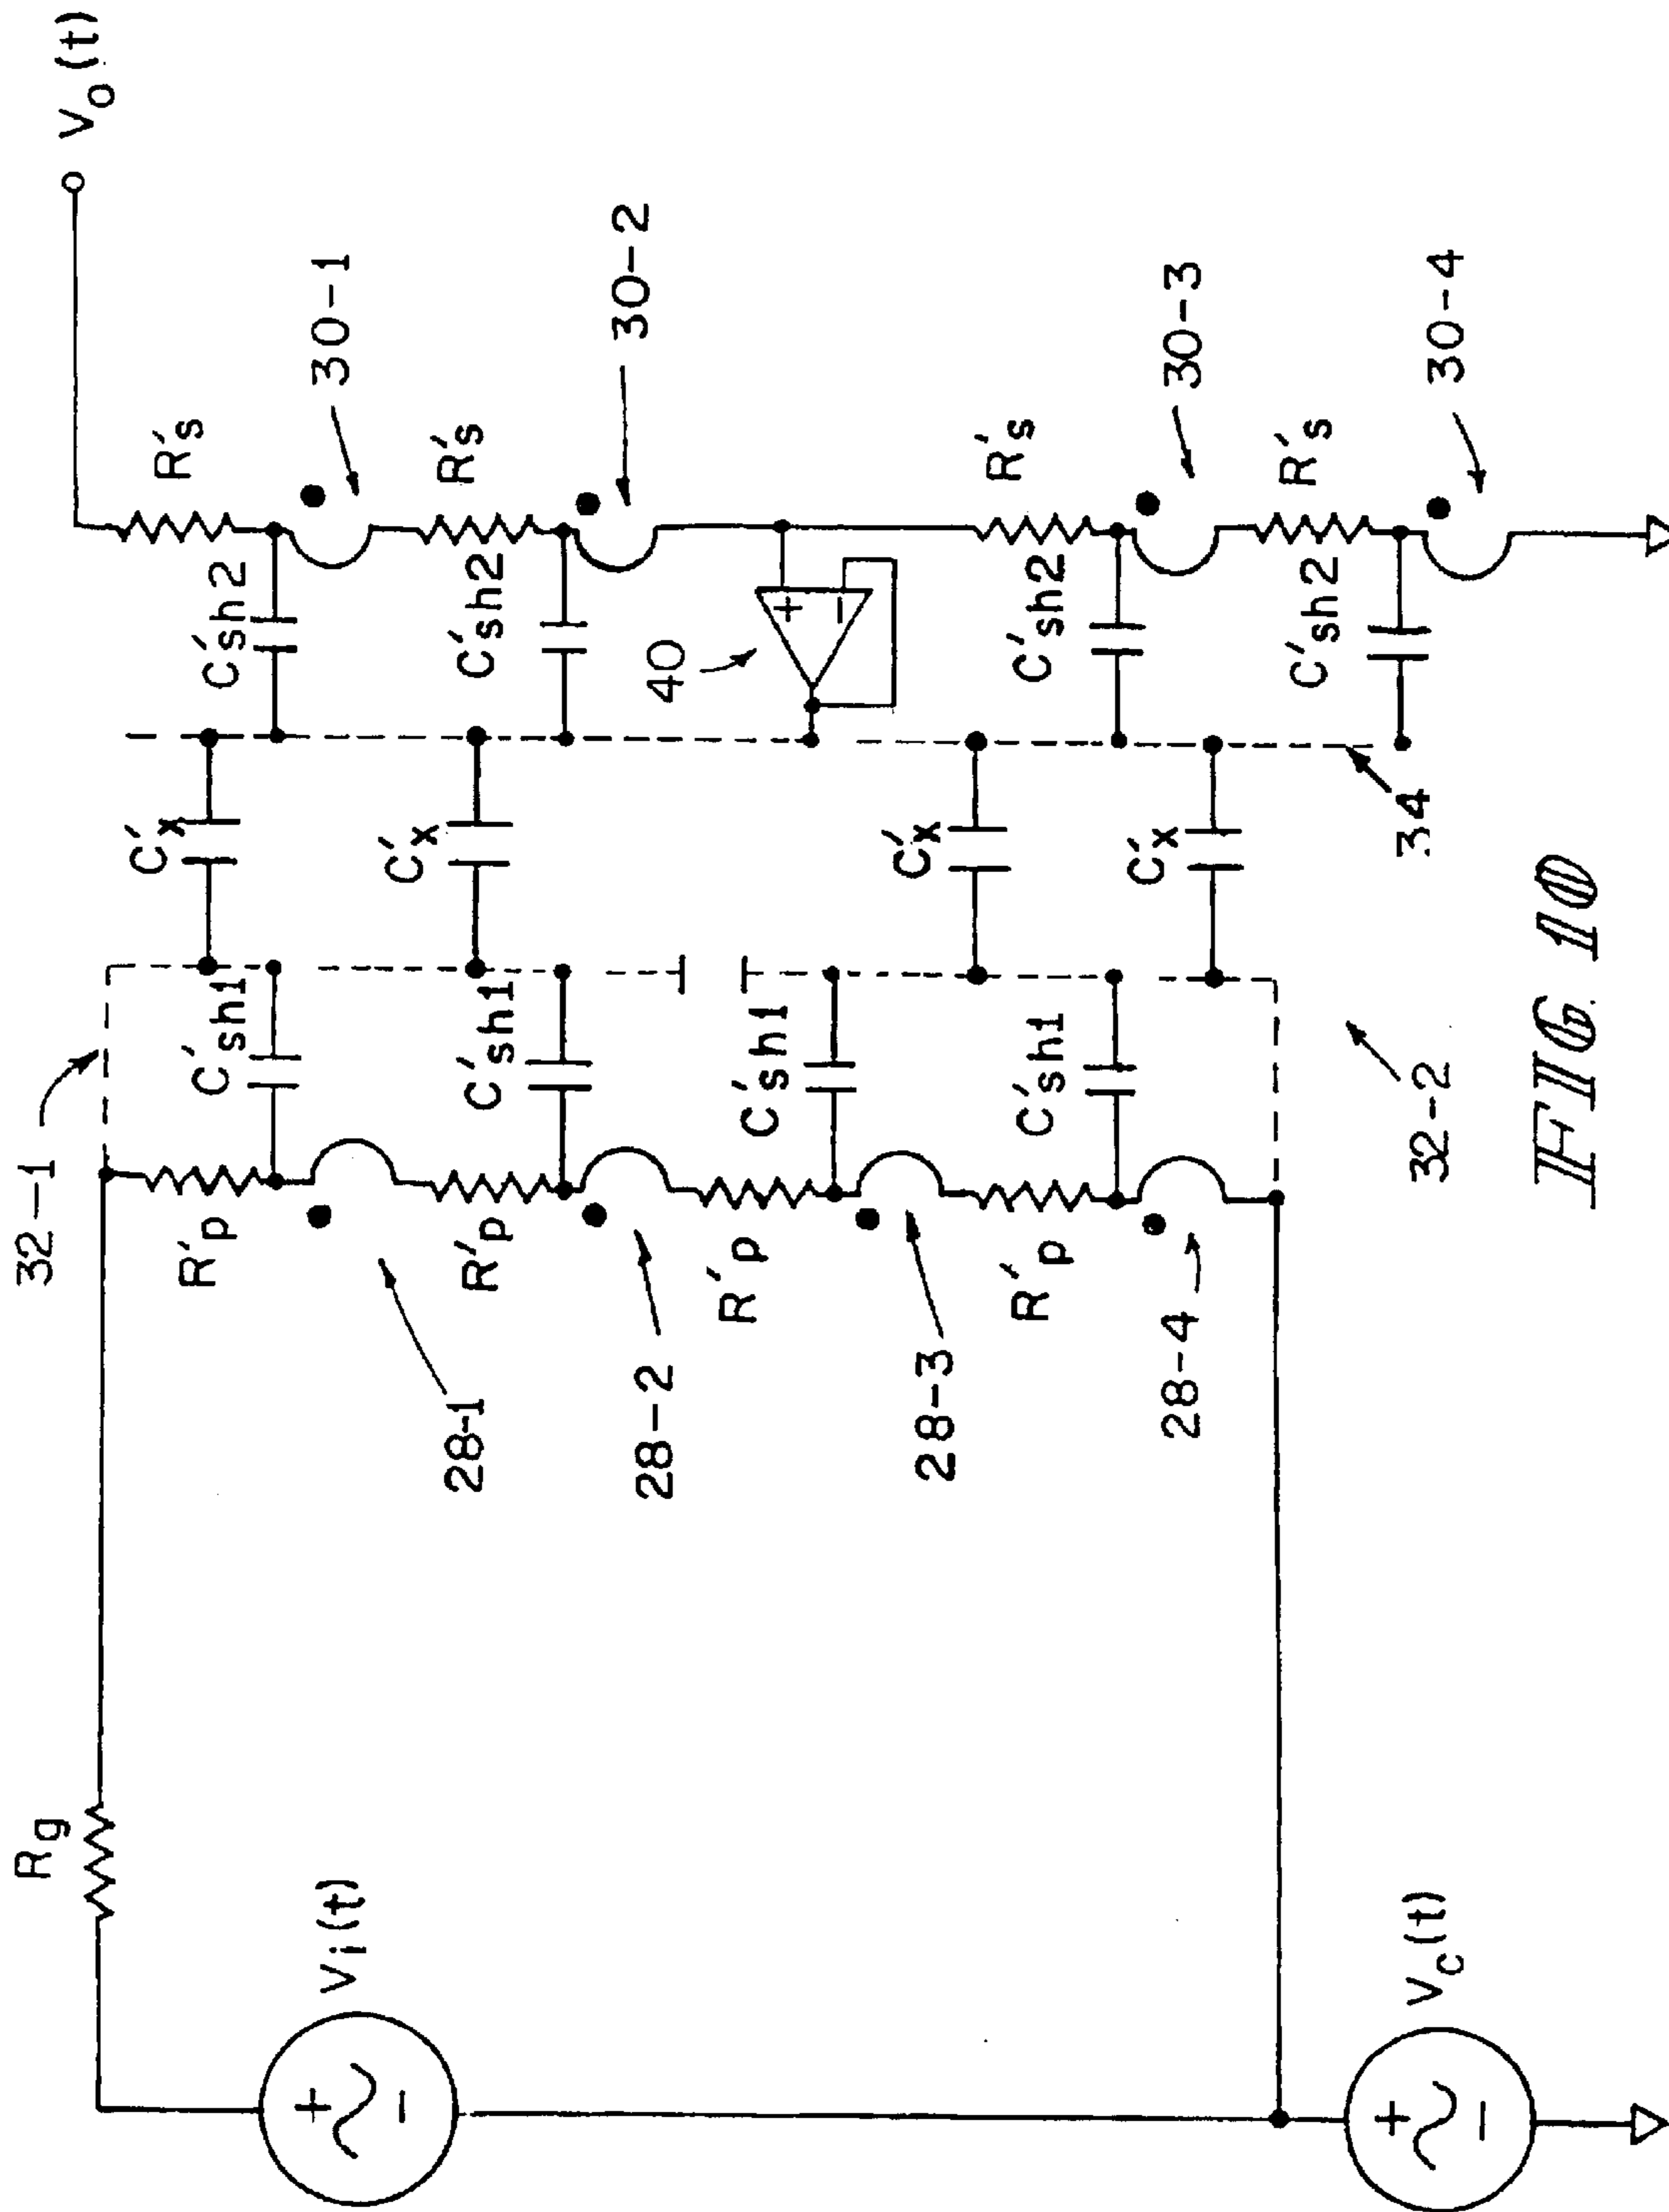 V_o(t)
R's
C'sh2
30-1
R's
C'sh2
30-2
40
+
−
R's
C'sh2
30-3
R's
C'sh2
30-4
C'x
C'x
C'x
C'x
34
32-1
C'sh1
C'sh1
C'sh1
C'sh1
R'p
R'p
R'p
R'p
28-1
28-2
28-3
28-4
32-2
Rg
Vi(t)
+
−
Vc(t)
+
−
FIG 10